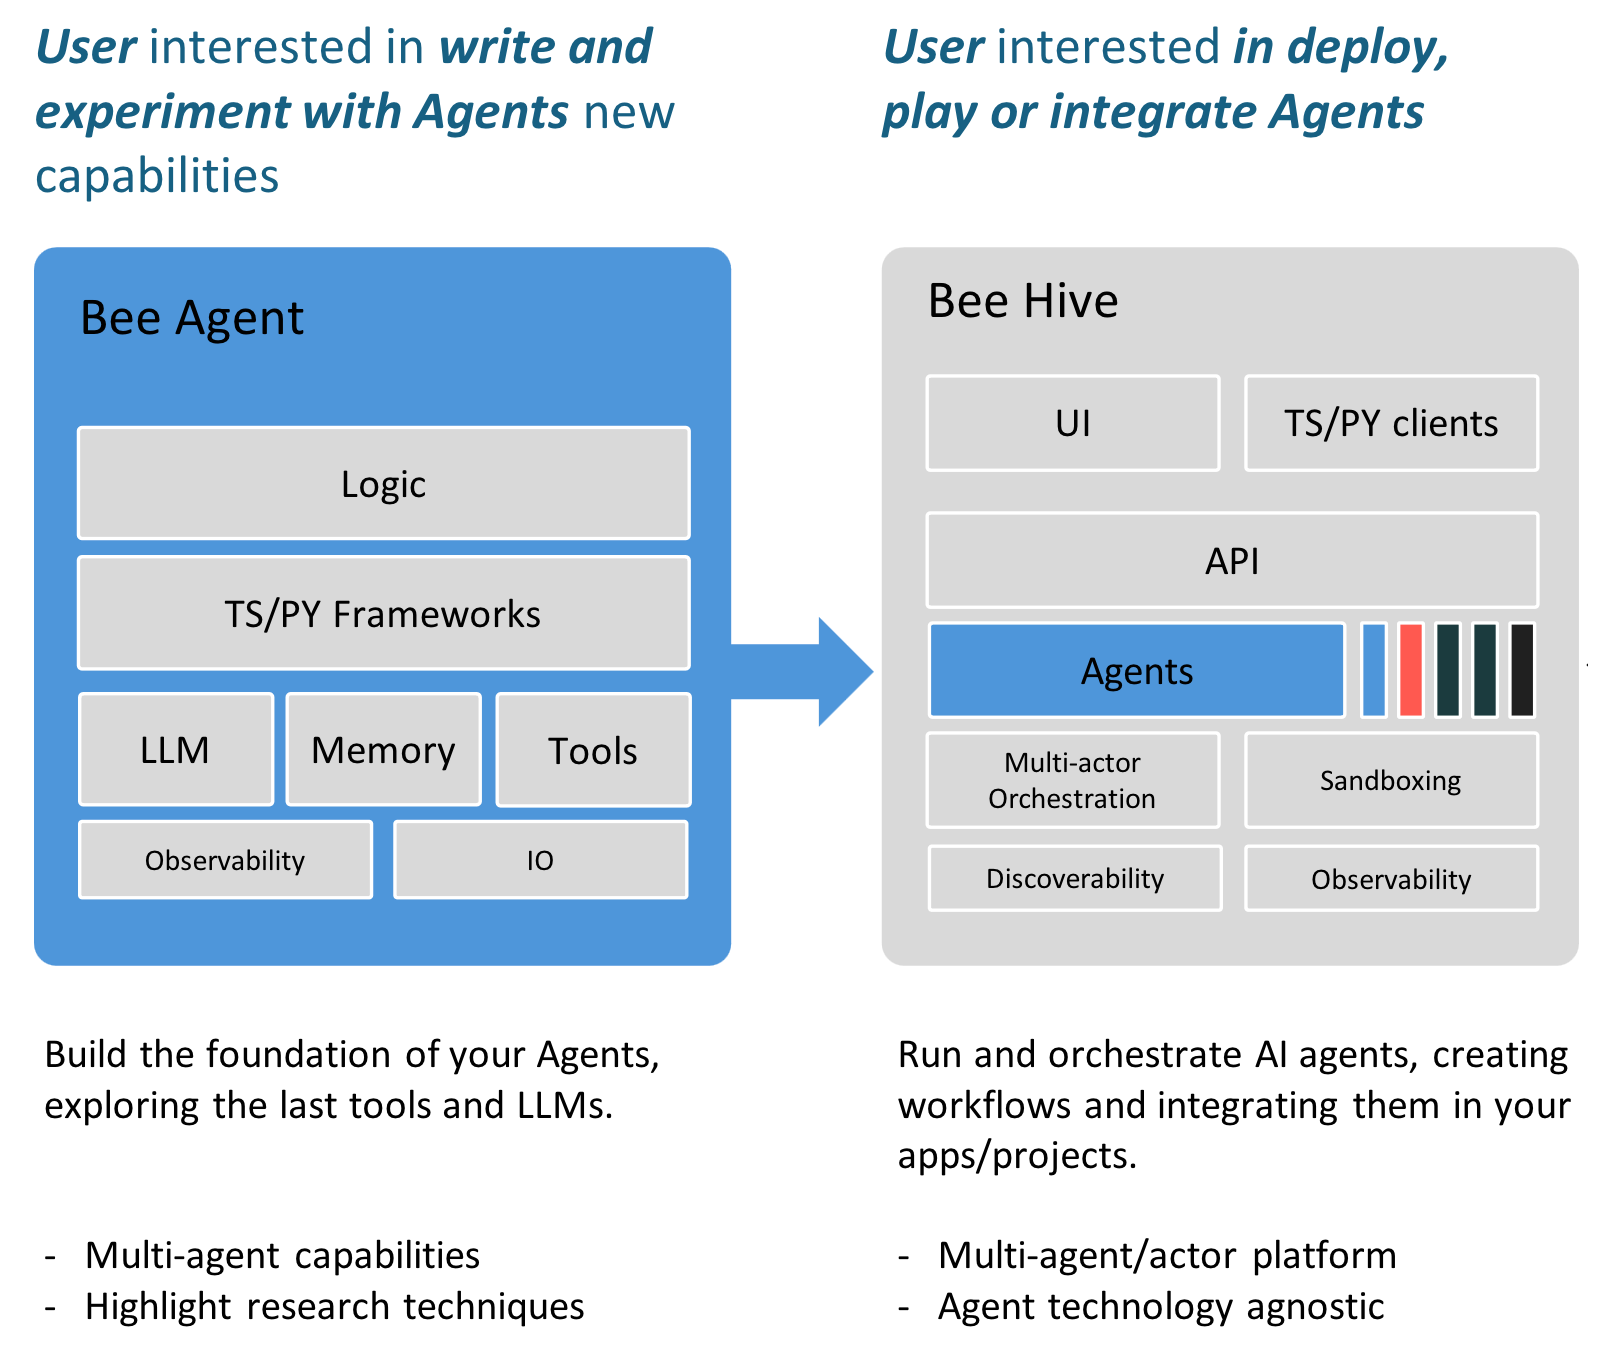 User interested in write and
experiment with Agents new
capabilities
User interested in deploy,
play or integrate Agents
Bee Agent
Logic
TS/PY Frameworks
LLM
Memory
Tools
Observability
IO
Bee Hive
UI
TS/PY clients
API
Agents
Multi-actor
Orchestration
Sandboxing
Discoverability
Observability
Build the foundation of your Agents,
exploring the last tools and LLMs.
- Multi-agent capabilities
- Highlight research techniques
Run and orchestrate AI agents, creating
workflows and integrating them in your
apps/projects.
- Multi-agent/actor platform
- Agent technology agnostic